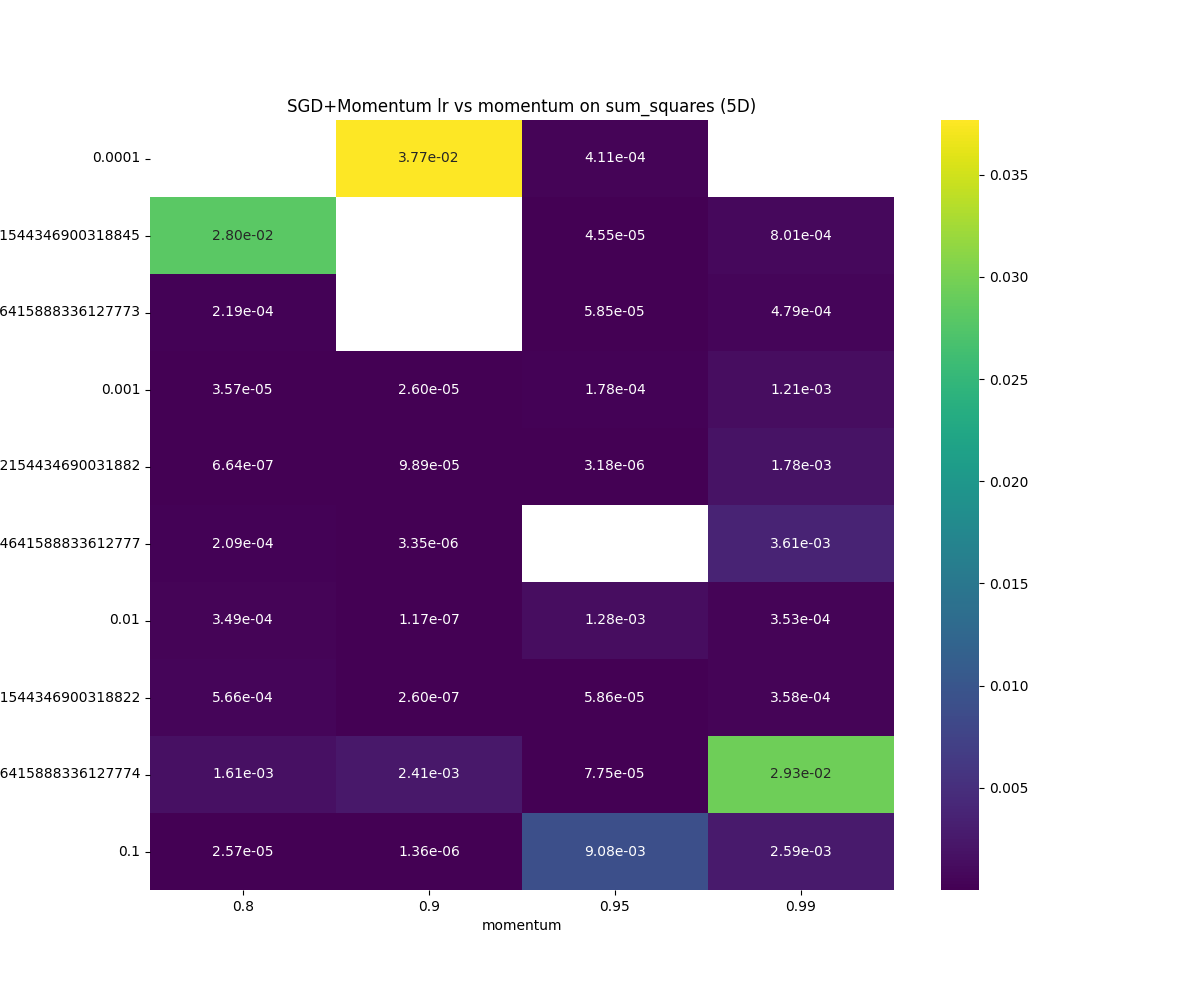 SGD+Momentum lr vs momentum on sum_squares (5D)
0.0001 3.77e-02 4.11e-04
1544346900318845 2.80e-02 4.55e-05 8.01e-04
6415888336127773 2.19e-04 5.85e-05 4.79e-04
0.001 3.57e-05 2.60e-05 1.78e-04 1.21e-03
2154434690031882 6.64e-07 9.89e-05 3.18e-06 1.78e-03
4641588833612777 2.09e-04 3.35e-06 3.61e-03
0.01 3.49e-04 1.17e-07 1.28e-03 3.53e-04
1544346900318822 5.66e-04 2.60e-07 5.86e-05 3.58e-04
6415888336127774 1.61e-03 2.41e-03 7.75e-05 2.93e-02
0.1 2.57e-05 1.36e-06 9.08e-03 2.59e-03
0.8 0.9 0.95 0.99
momentum
0.035
0.030
0.025
0.020
0.015
0.010
0.005